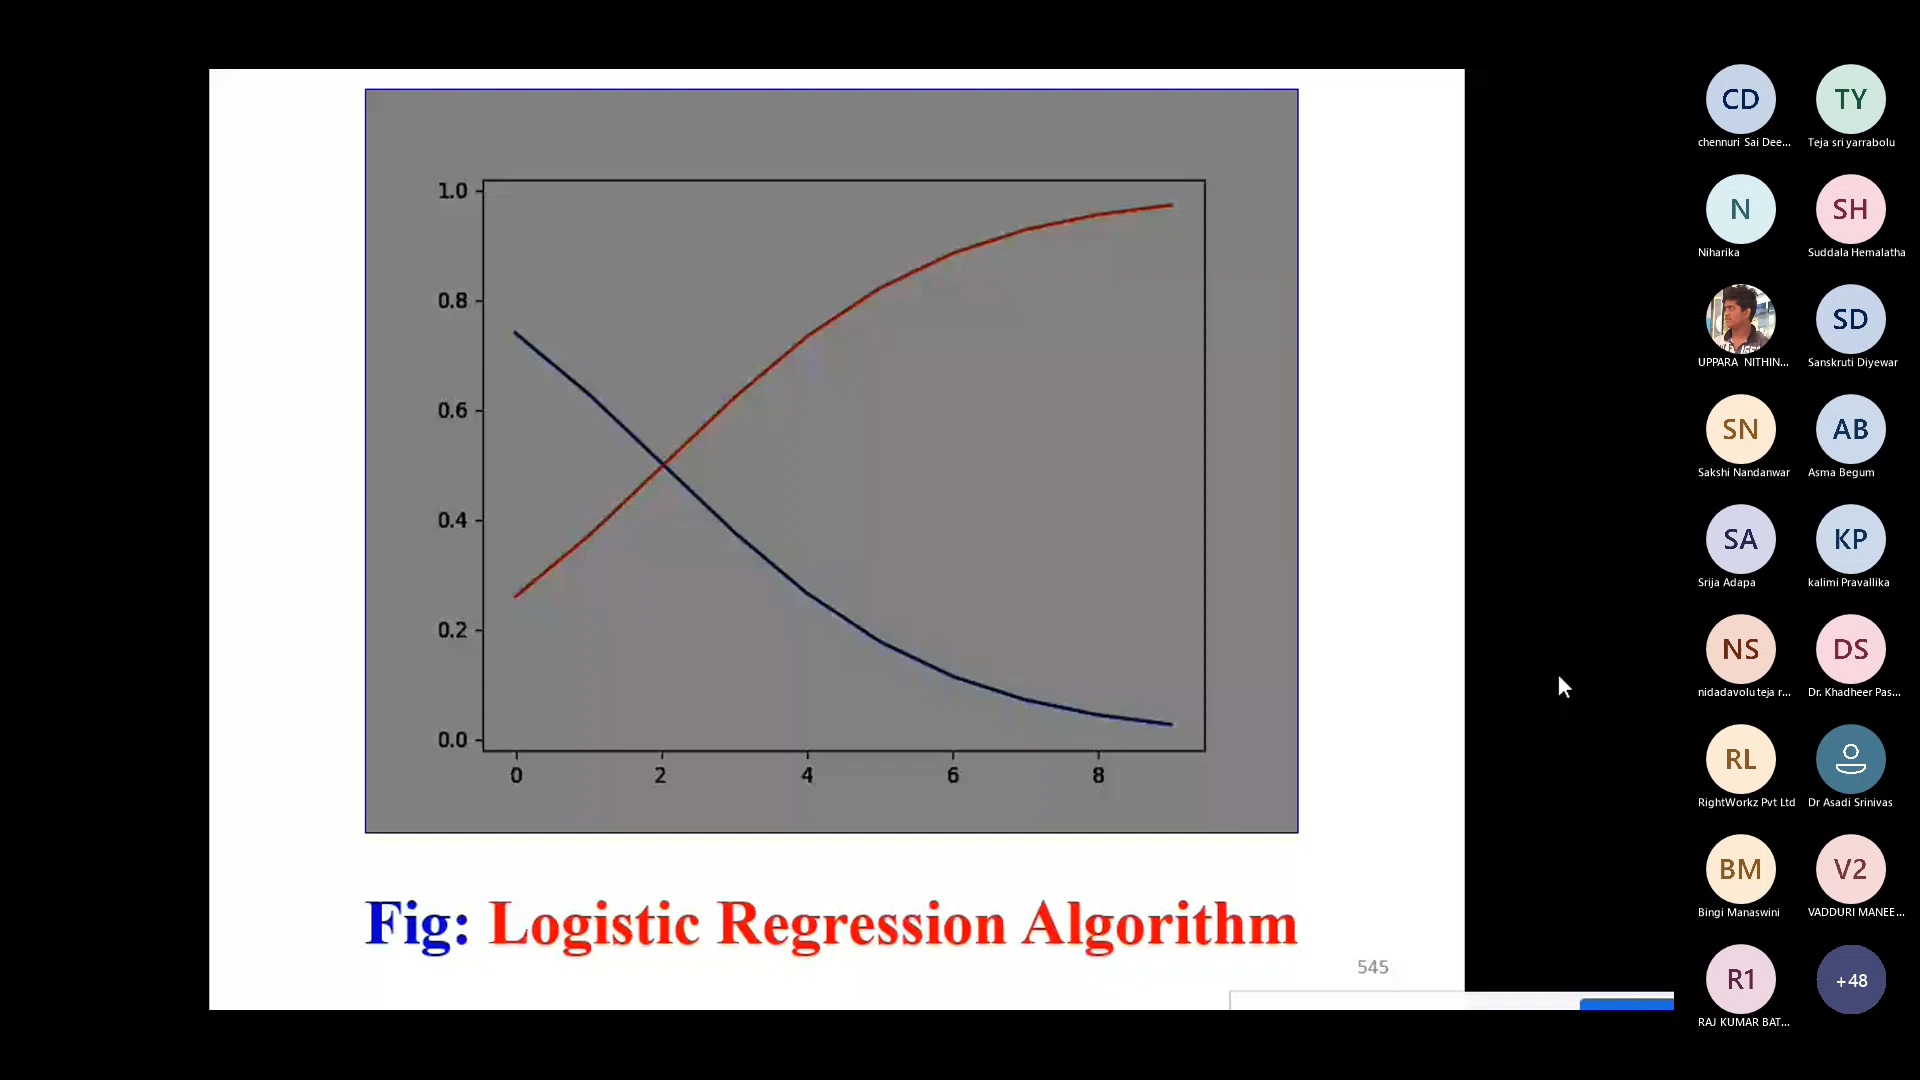 1.0
0.8
0.6
0.4
0.2
0.0
0 2 4 6 8
Fig: Logistic Regression Algorithm
545
CD TY
chennuri Sai Dee... Teja sri yarrabolu
N SH
Niharika Suddala Hemalatha
SD
UPPARA NITHIN... Sanskruti Diyewar
SN AB
Sakshi Nandanwar Asma Begum
SA KP
Srija Adapa kalimi Pravallika
NS DS
nidadavolu teja r... Dr. Khadheer Pas...
RL
RightWorkz Pvt Ltd Dr Asadi Srinivas
BM V2
Bingi Manaswini VADDURI MANEE...
R1 +48
RAJ KUMAR BAT...